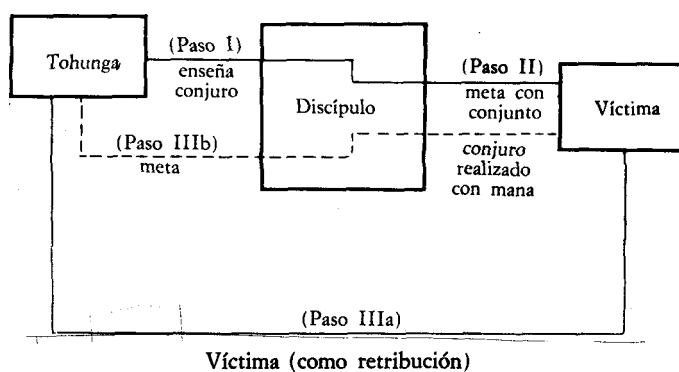 Tohunga
(Paso I)
enseña
conjuro
Discípulo
(Paso II)
meta con
conjunto
Víctima
(Paso IIIb)
meta
conjuro
realizado
con mana
(Paso IIIa)
Víctima (como retribución)